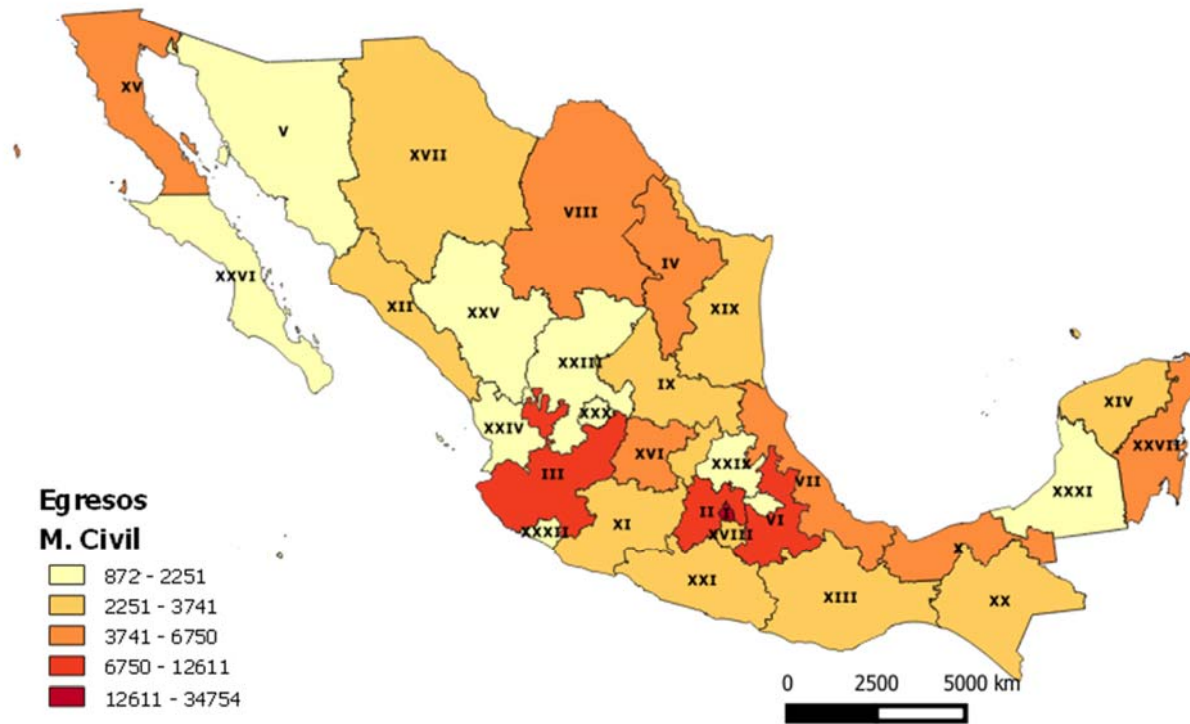 XV
V
XVII
VIII
IV
XXVI
XII
XXV
XIX
XXIII
IX
XXIV
XXX
XIV
XVI
XXVII
XXIX
III
VII
XXXI
II
I
VI
XI
XXXII
XVIII
X
XXI
XIII
XX
Egresos
M. Civil
872 - 2251
2251 - 3741
3741 - 6750
6750 - 12611
12611 - 34754
0 2500 5000 km